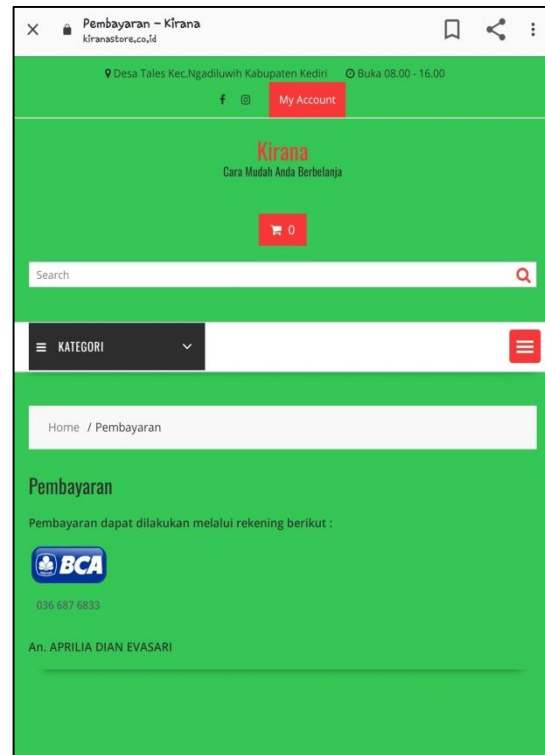 Pembayaran – Kirana
kiranastore.co.id
Desa Tales Kec.Ngadiluwih Kabupaten Kediri Buka 08.00 - 16.00
My Account
Kirana
Cara Mudah Anda Berbelanja
0
Search
KATEGORI
Home / Pembayaran
Pembayaran
Pembayaran dapat dilakukan melalui rekening berikut :
BCA
036 687 6833
An. APRILIA DIAN EVASARI